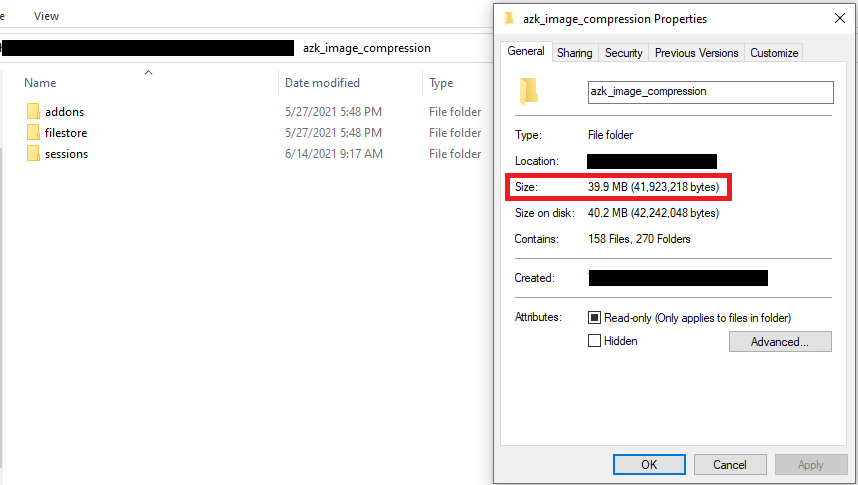 e View
azk_image_compression
Name Date modified Type
addons 5/27/2021 5:48 PM File folder
filestore 5/27/2021 5:48 PM File folder
sessions 6/14/2021 9:17 AM File folder
azk_image_compression Properties
General Sharing Security Previous Versions Customize
azk_image_compression
Type: File folder
Location:
Size: 39.9 MB (41,923,218 bytes)
Size on disk: 40.2 MB (42,242,048 bytes)
Contains: 158 Files, 270 Folders
Created:
Attributes: Read-only (Only applies to files in folder)
Hidden Advanced...
OK Cancel Apply